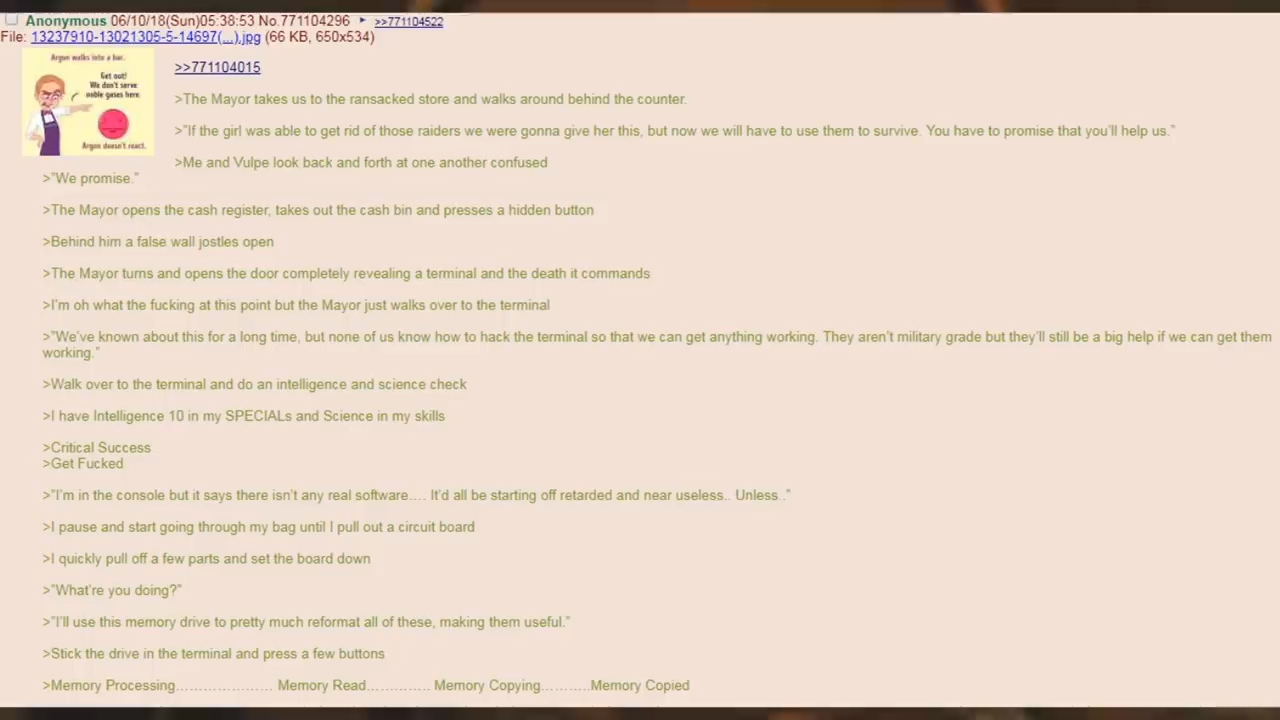 Anonymous 06/10/18(Sun)05:38:53 No.771104296 ▶ >>771104522
File: 13237910-13021305-5-14697(...).jpg (66 KB, 650x534)
Argon walks into a bar.
Get out!
We don't serve
noble gases here.
Argon doesn't react.
>>771104015
>The Mayor takes us to the ransacked store and walks around behind the counter.
>"If the girl was able to get rid of those raiders we were gonna give her this, but now we will have to use them to survive. You have to promise that you'll help us."
>Me and Vulpe look back and forth at one another confused
>"We promise."
>The Mayor opens the cash register, takes out the cash bin and presses a hidden button
>Behind him a false wall jostles open
>The Mayor turns and opens the door completely revealing a terminal and the death it commands
>I'm oh what the fucking at this point but the Mayor just walks over to the terminal
>"We've known about this for a long time, but none of us know how to hack the terminal so that we can get anything working. They aren't military grade but they'll still be a big help if we can get them
working."
>Walk over to the terminal and do an intelligence and science check
>I have Intelligence 10 in my SPECIALs and Science in my skills
>Critical Success
>Get Fucked
>"I'm in the console but it says there isn't any real software.... It'd all be starting off retarded and near useless.. Unless.."
>I pause and start going through my bag until I pull out a circuit board
>I quickly pull off a few parts and set the board down
>"What're you doing?"
>"I'll use this memory drive to pretty much reformat all of these, making them useful."
>Stick the drive in the terminal and press a few buttons
>Memory Processing..................... Memory Read............. Memory Copying..........Memory Copied